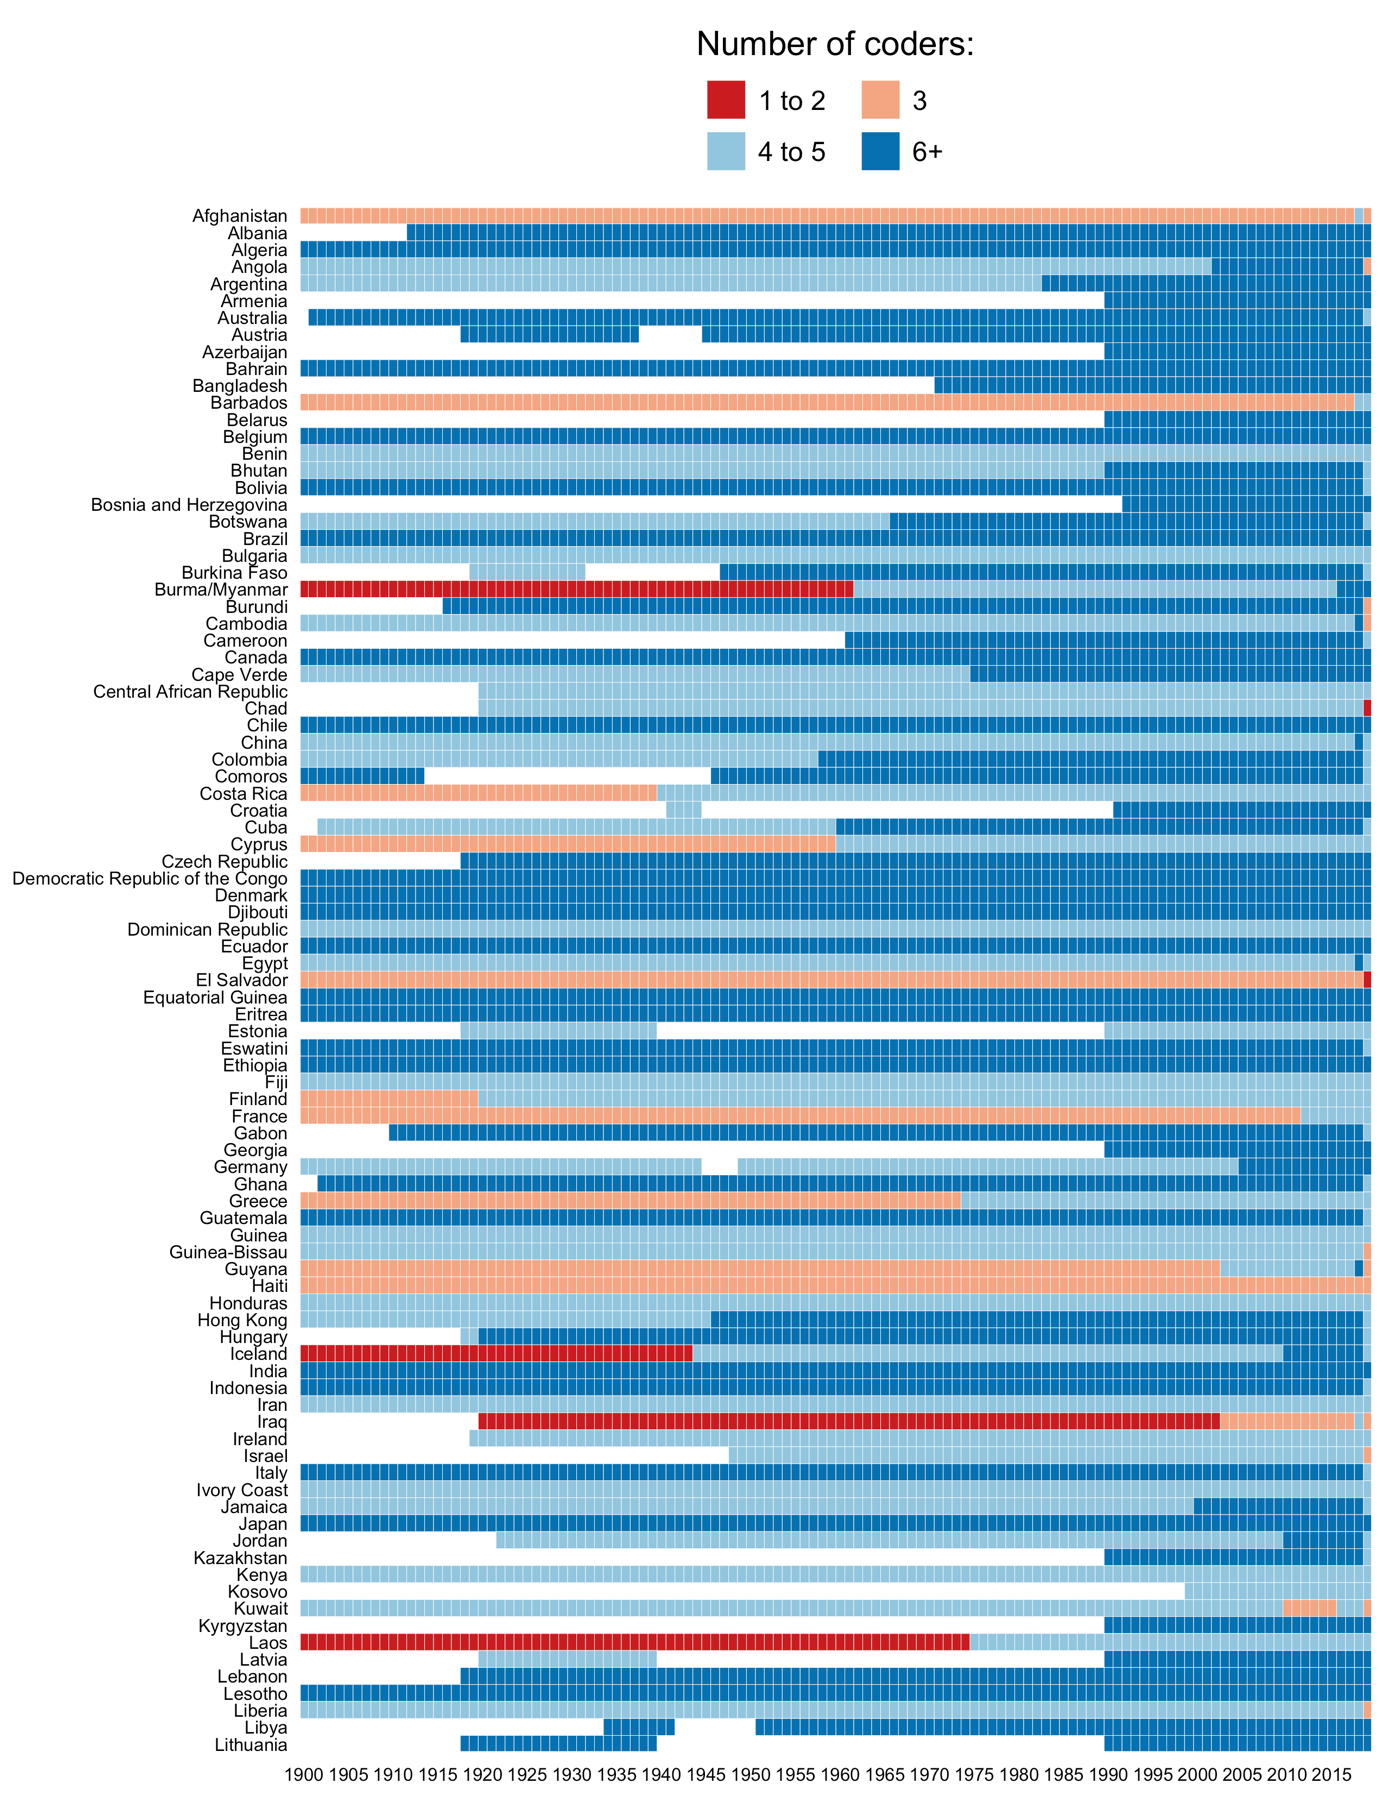 Number of coders:
1 to 2 3
4 to 5 6+
Afghanistan
Albania
Algeria
Angola
Argentina
Armenia
Australia
Austria
Azerbaijan
Bahrain
Bangladesh
Barbados
Belarus
Belgium
Benin
Bhutan
Bolivia
Bosnia and Herzegovina
Botswana
Brazil
Bulgaria
Burkina Faso
Burma/Myanmar
Burundi
Cambodia
Cameroon
Canada
Cape Verde
Central African Republic
Chad
Chile
China
Colombia
Comoros
Costa Rica
Croatia
Cuba
Cyprus
Czech Republic
Democratic Republic of the Congo
Denmark
Djibouti
Dominican Republic
Ecuador
Egypt
El Salvador
Equatorial Guinea
Eritrea
Estonia
Eswatini
Ethiopia
Fiji
Finland
France
Gabon
Georgia
Germany
Ghana
Greece
Guatemala
Guinea
Guinea-Bissau
Guyana
Haiti
Honduras
Hong Kong
Hungary
Iceland
India
Indonesia
Iran
Iraq
Ireland
Israel
Italy
Ivory Coast
Jamaica
Japan
Jordan
Kazakhstan
Kenya
Kosovo
Kuwait
Kyrgyzstan
Laos
Latvia
Lebanon
Lesotho
Liberia
Libya
Lithuania
1900 1905 1910 1915 1920 1925 1930 1935 1940 1945 1950 1955 1960 1965 1970 1975 1980 1985 1990 1995 2000 2005 2010 2015